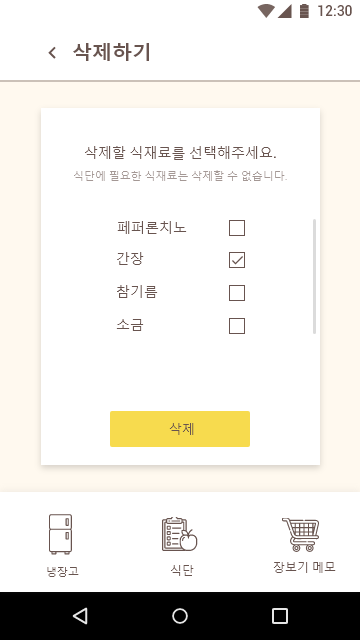 12:30
삭제하기
삭제할 식재료를 선택해주세요.
식단에 필요한 식재료는 삭제할 수 없습니다.
페퍼론치노
간장
참기름
소금
삭제
냉장고
식단
장보기 메모